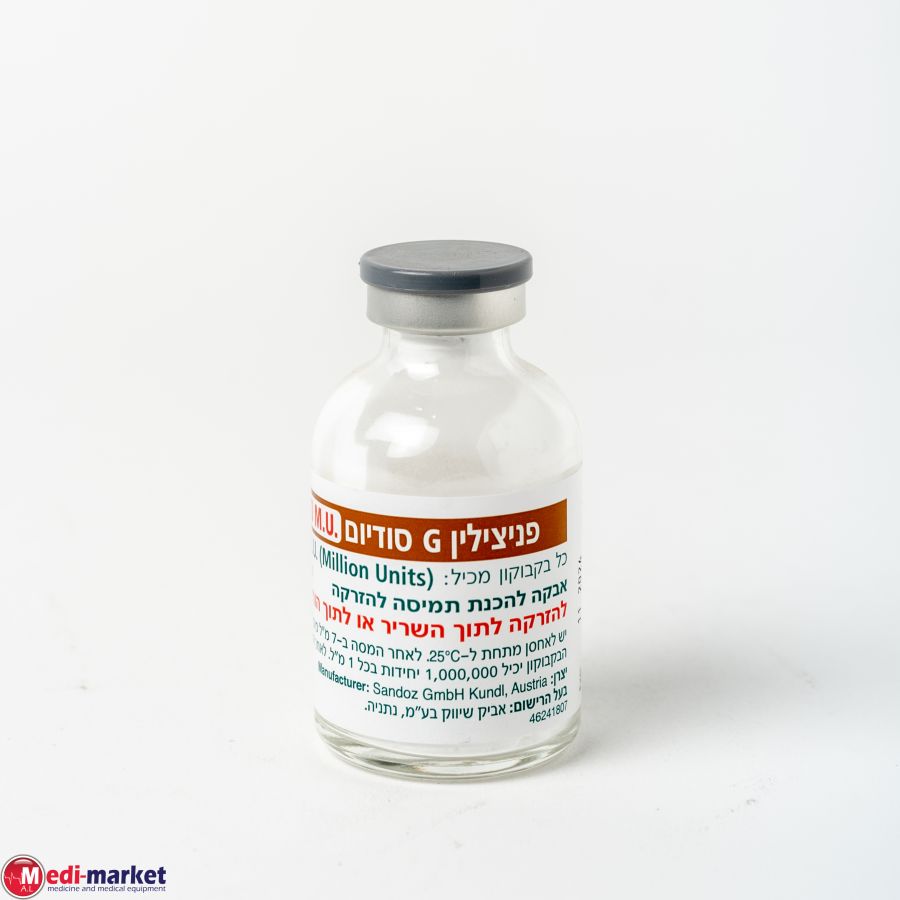 פניצילין G סודיום M.U.
כל בקבוקון מכיל: (Million Units)
אבקה להכנת תמיסה להזרקה
להזרקה לתוך השריר או לתוך
יש לאחסן מתחת ל-25°C. לאחר המסה ב-7 מ"ל
הבקבוקון יכיל 1,000,000 יחידות בכל 1 מ"ל.
יצרן: Manufacturer: Sandoz GmbH Kundl, Austria
בעל הרישום: אביק שיווק בע"מ, נתניה.
46241807
Medi-market
A.L
medicine and medical equipment